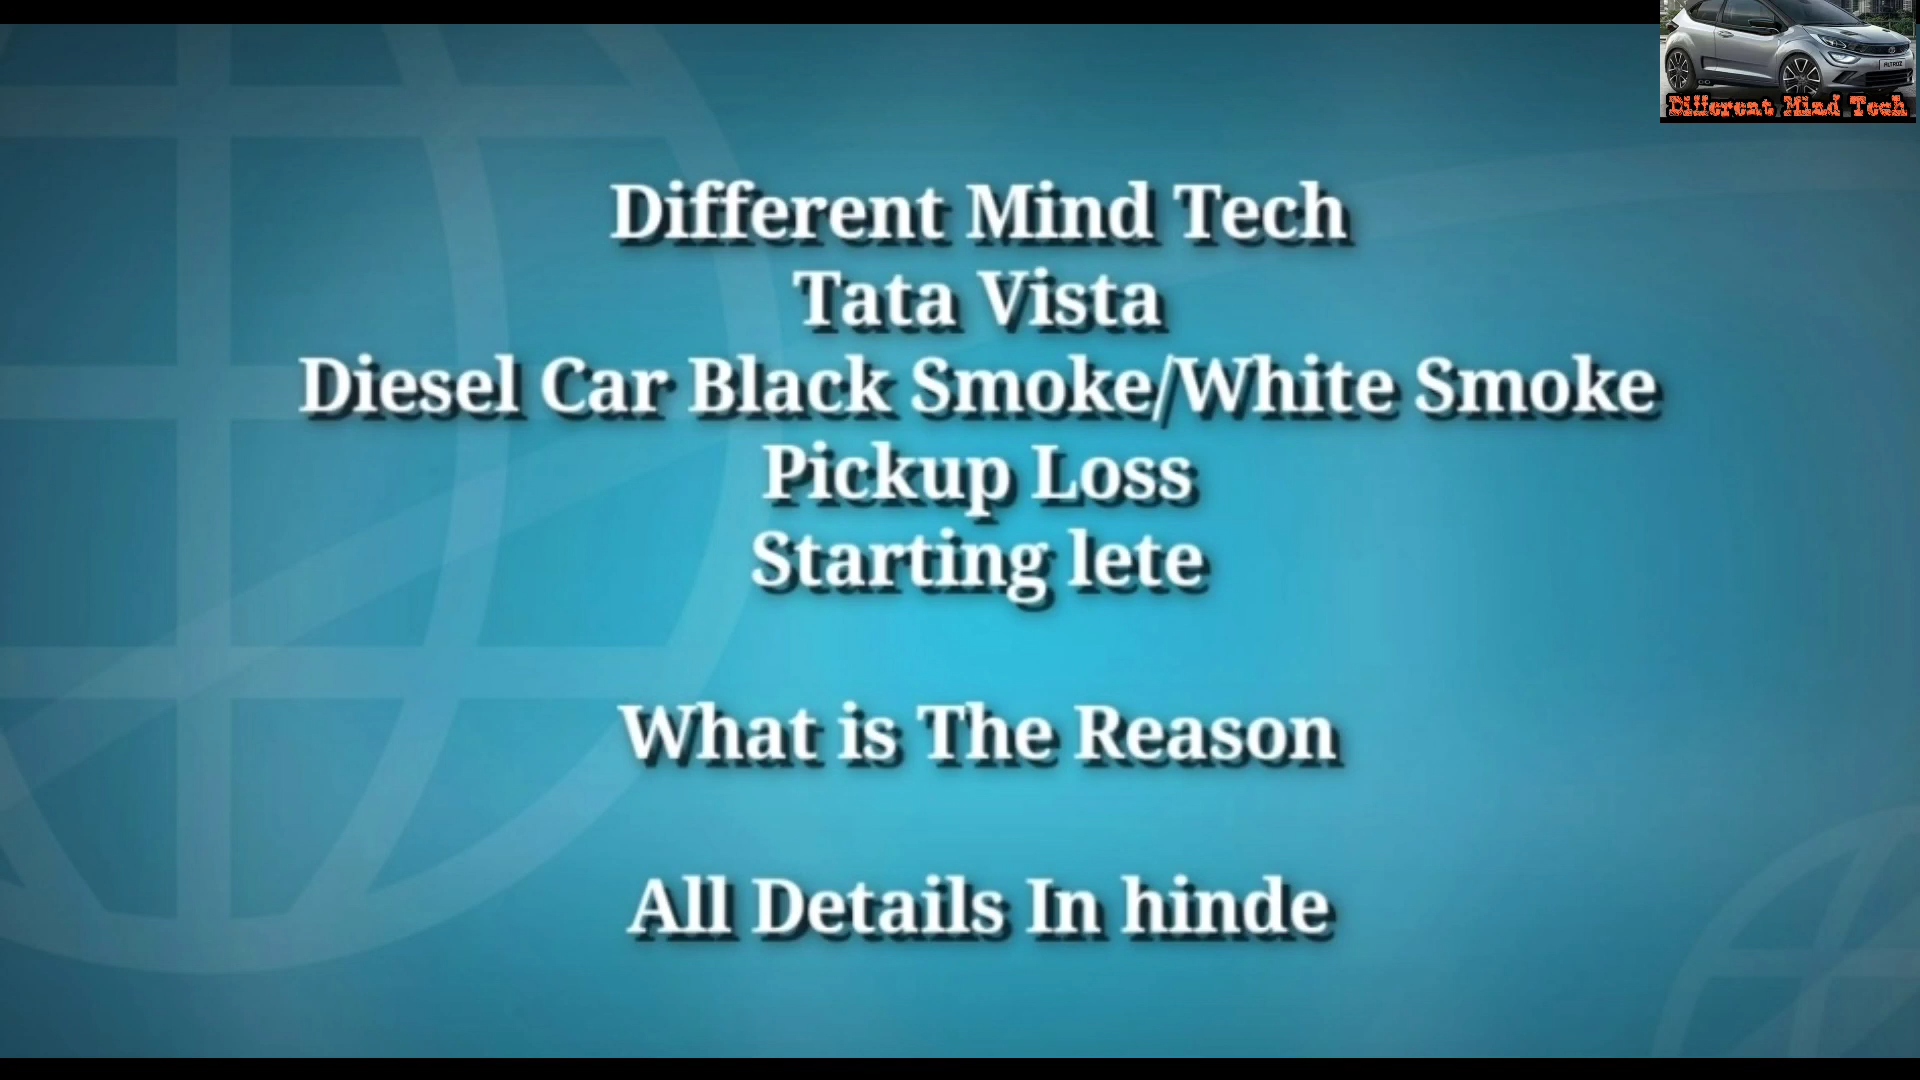 Different Mind Tech
Different Mind Tech
Tata Vista
Diesel Car Black Smoke/White Smoke
Pickup Loss
Starting lete
What is The Reason
All Details In hinde
ALTROZ